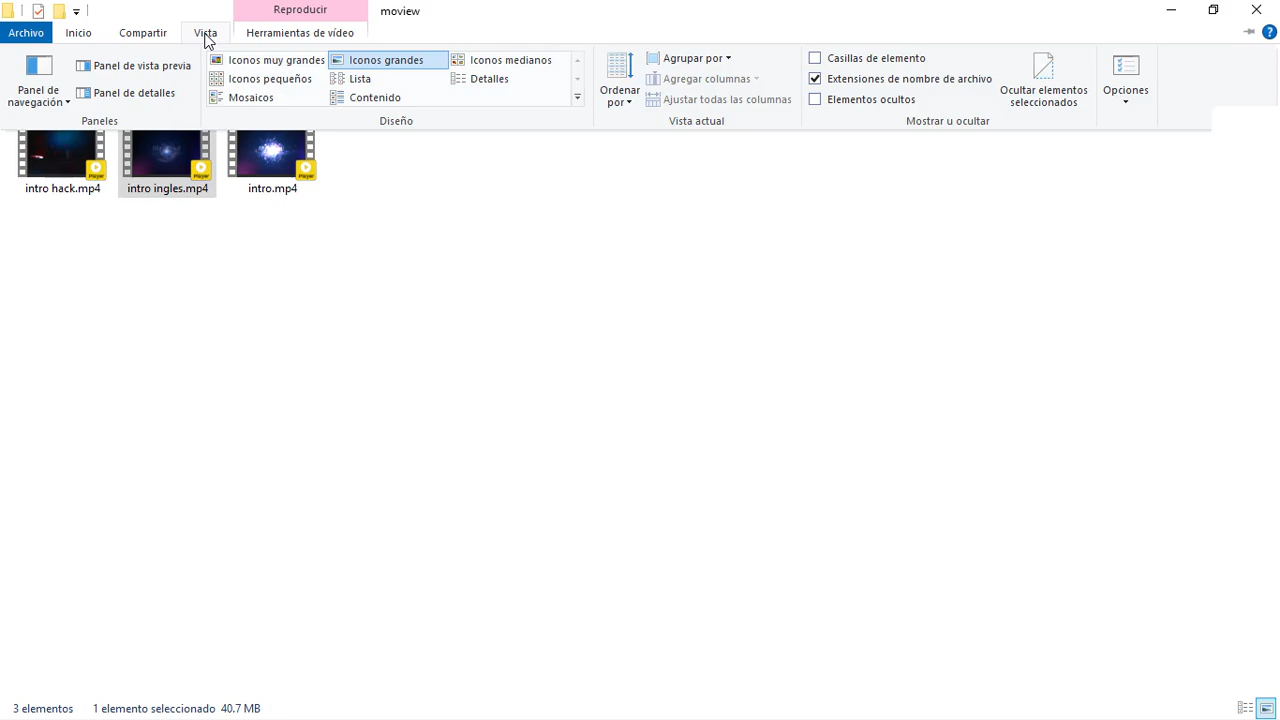 Reproducir
moview
Archivo
Inicio
Compartir
Vista
Herramientas de vídeo
Panel de navegación
Panel de vista previa
Panel de detalles
Paneles
Iconos muy grandes
Iconos grandes
Iconos medianos
Iconos pequeños
Lista
Detalles
Mosaicos
Contenido
Diseño
Ordenar por
Agrupar por
Agregar columnas
Ajustar todas las columnas
Vista actual
Casillas de elemento
Extensiones de nombre de archivo
Elementos ocultos
Ocultar elementos seleccionados
Mostrar u ocultar
Opciones
Player
Player
Player
intro hack.mp4
intro ingles.mp4
intro.mp4
3 elementos
1 elemento seleccionado 40.7 MB